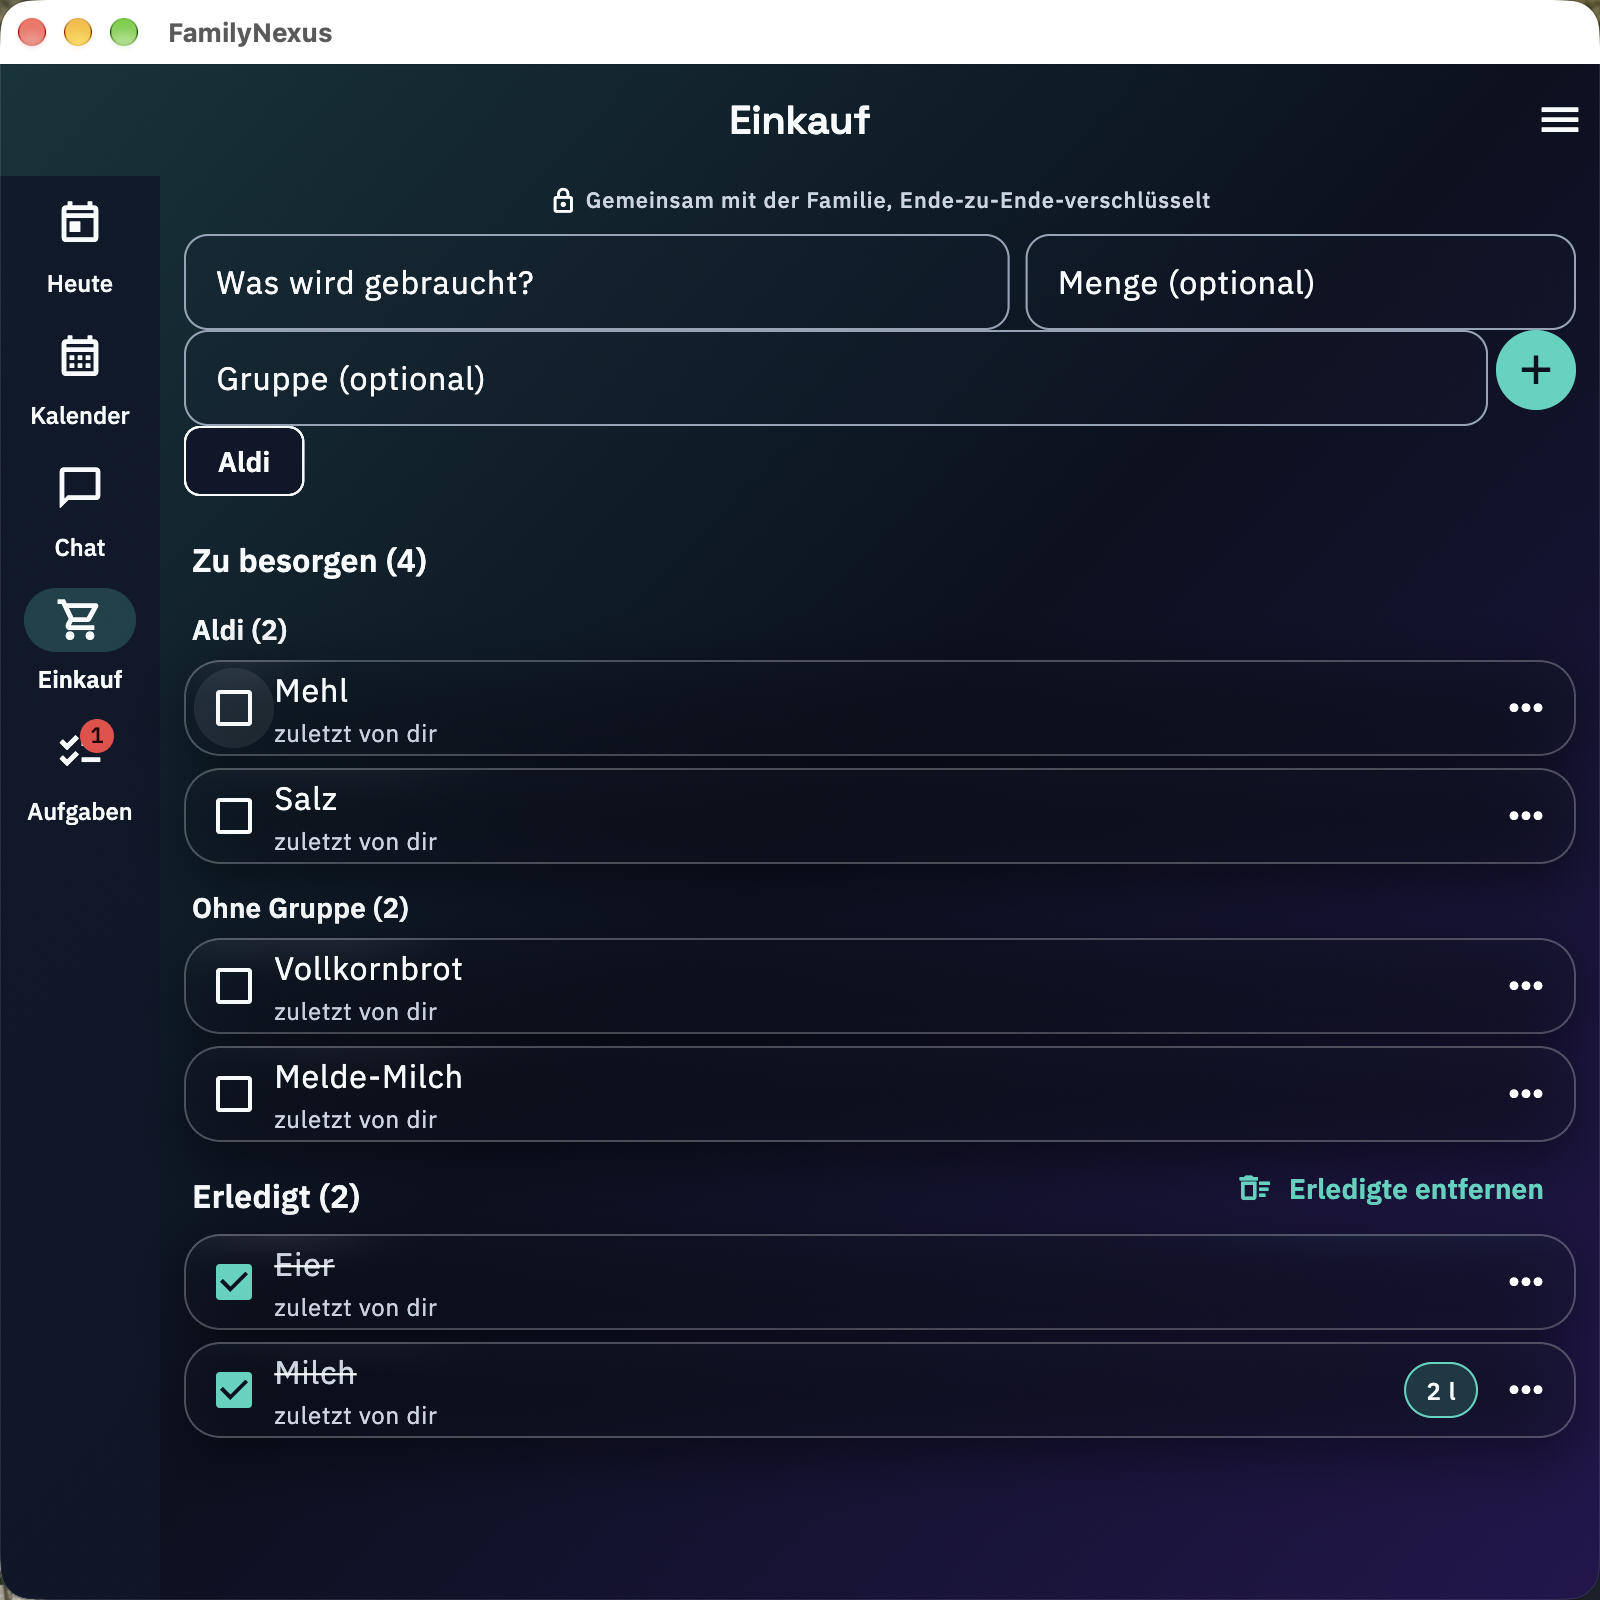 FamilyNexus
Einkauf
Gemeinsam mit der Familie, Ende-zu-Ende-verschlüsselt
Heute
Kalender
Chat
Einkauf
1
Aufgaben
Was wird gebraucht?
Menge (optional)
Gruppe (optional)
Aldi
Zu besorgen (4)
Aldi (2)
Mehl
zuletzt von dir
Salz
zuletzt von dir
Ohne Gruppe (2)
Vollkornbrot
zuletzt von dir
Melde-Milch
zuletzt von dir
Erledigt (2)
Erledigte entfernen
Eier
zuletzt von dir
Milch
zuletzt von dir
2 l